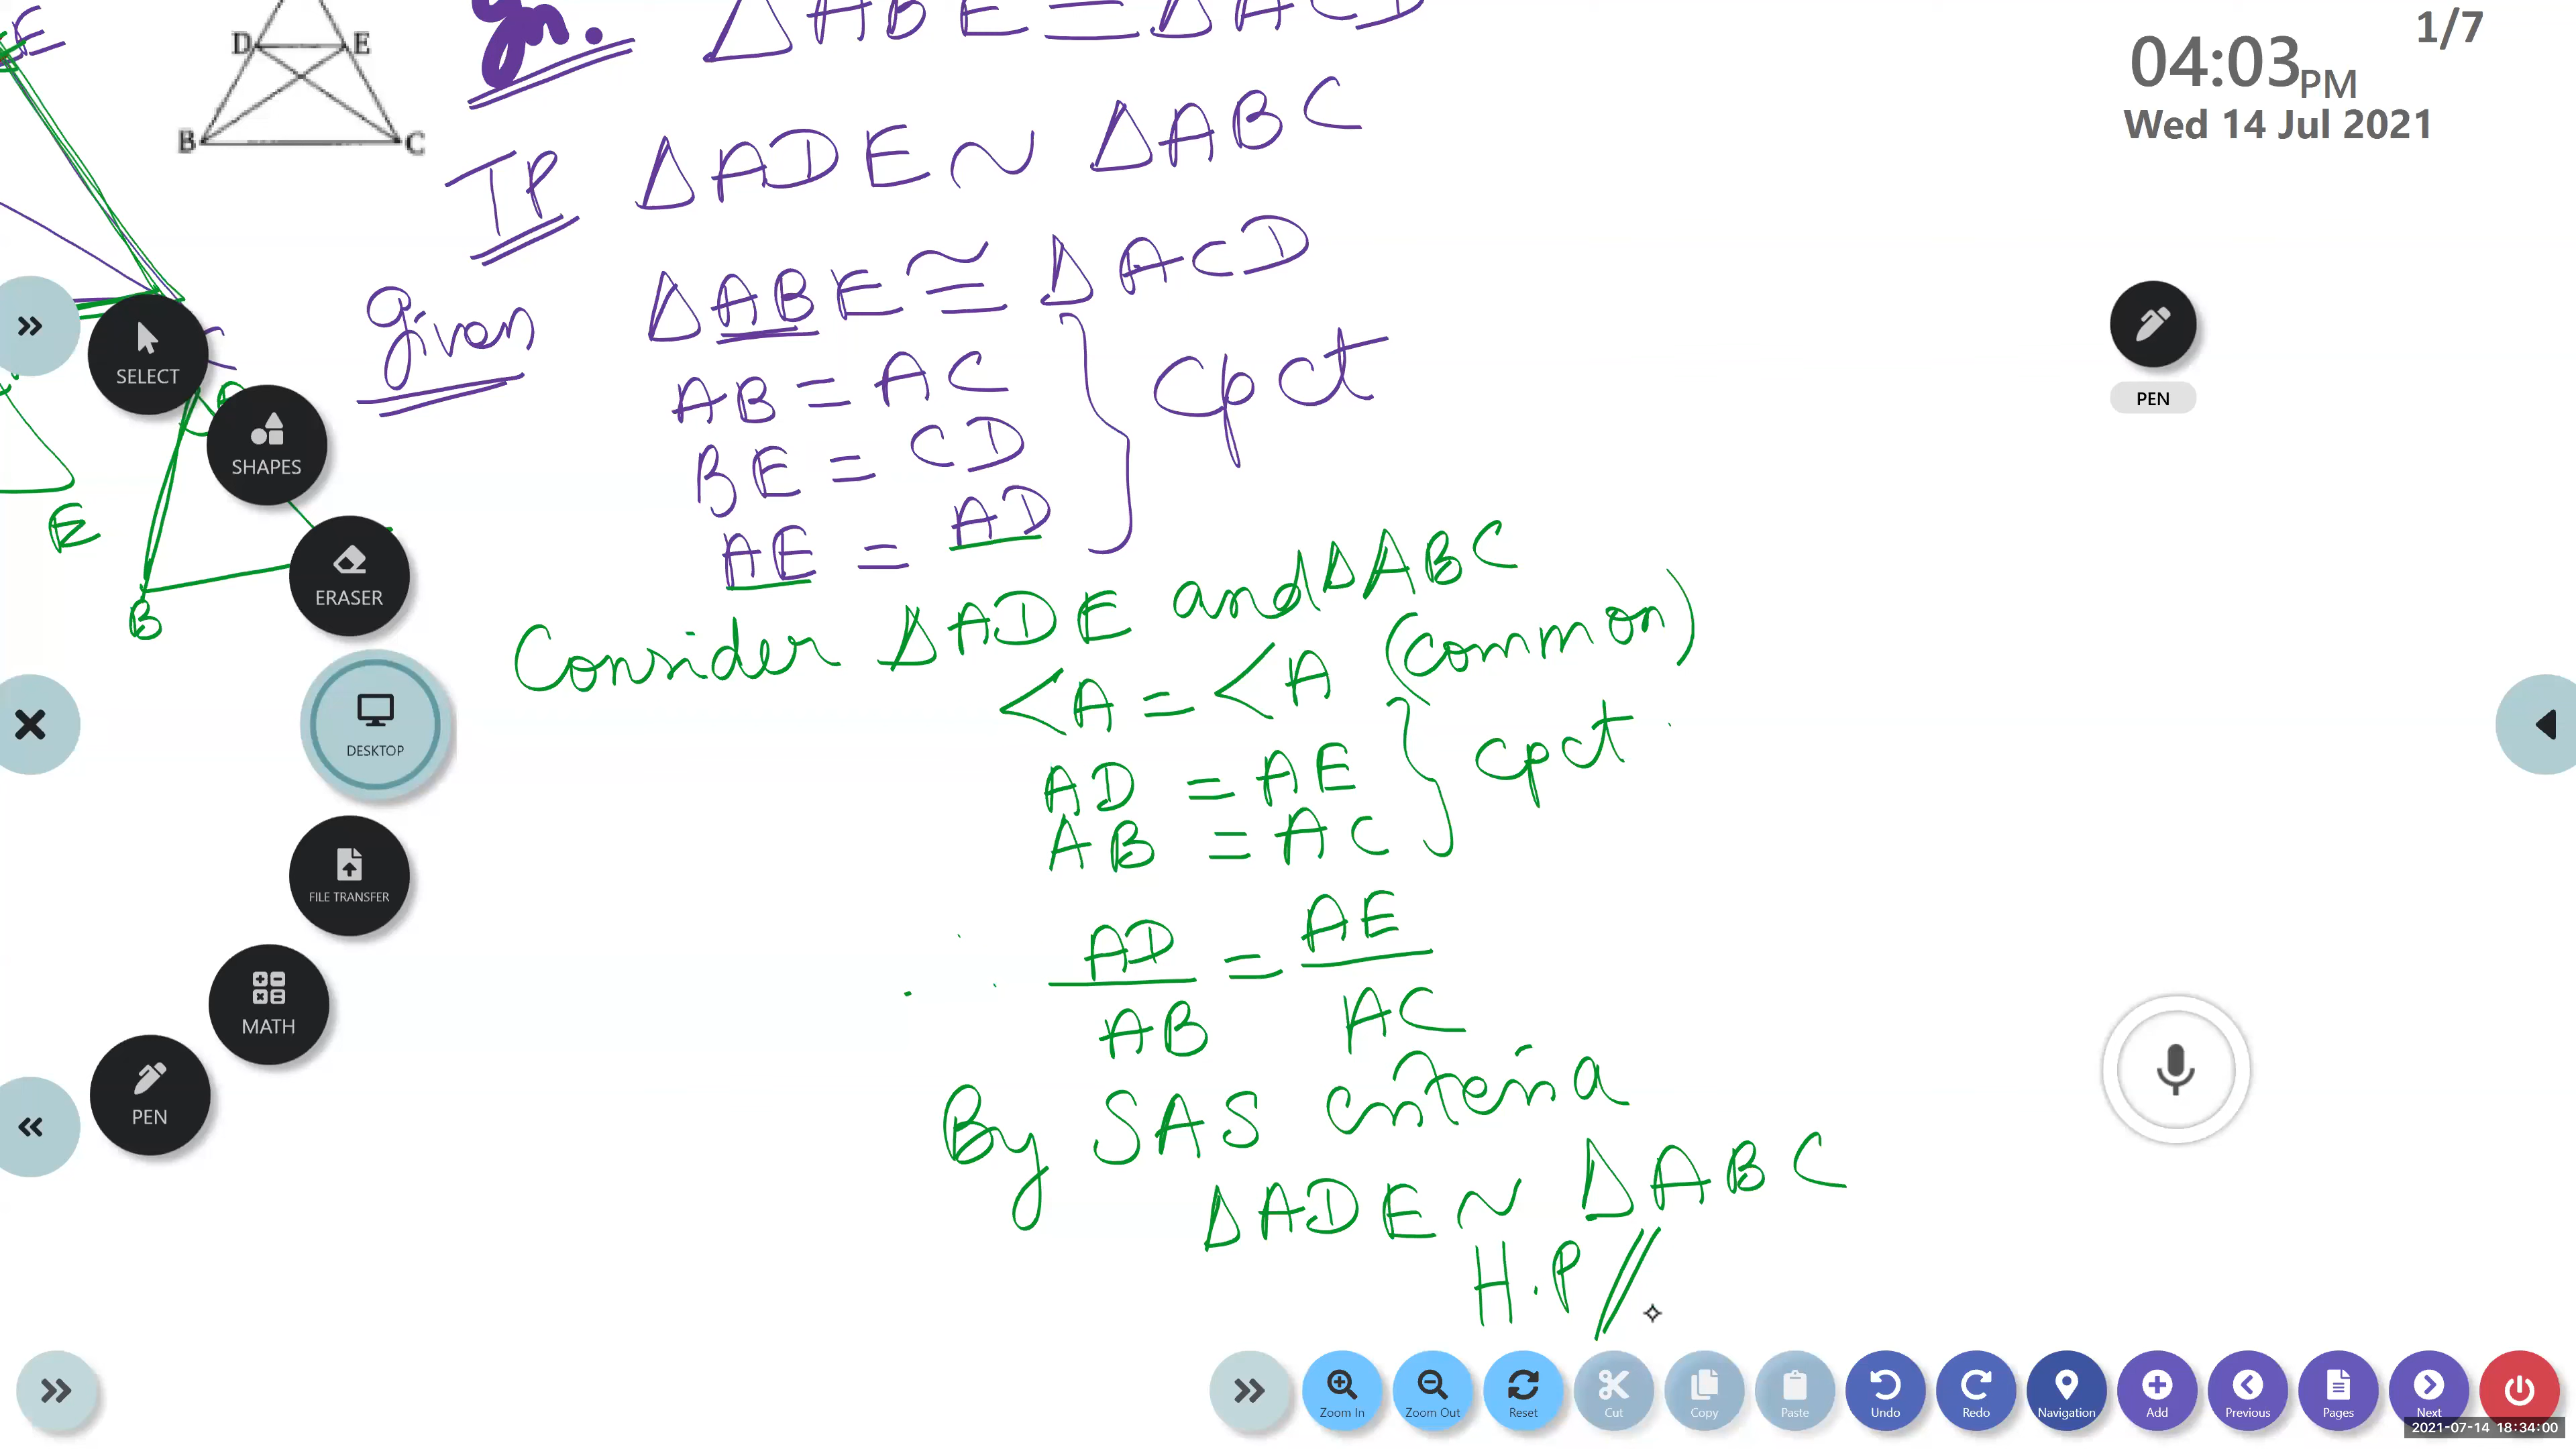 1/7
04:03 PM
Wed 14 Jul 2021
E
D E
B C
gn. ΔABE ≅ ΔACD
TP ΔADE ~ ΔABC
Given ΔABE ≅ ΔACD
AB = AC
BE = CD
AE = AD
cpct
Consider ΔADE and ΔABC
<A = <A (common)
AD = AE
AB = AC
cpct
AD/AB = AE/AC
By SAS criteria
ΔADE ~ ΔABC
H.P //
E
B
SELECT
SHAPES
ERASER
DESKTOP
FILE TRANSFER
MATH
PEN
PEN
Zoom In
Zoom Out
Reset
Cut
Copy
Paste
Undo
Redo
Navigation
Add
Previous
Pages
Next
2021-07-14 18:34:00